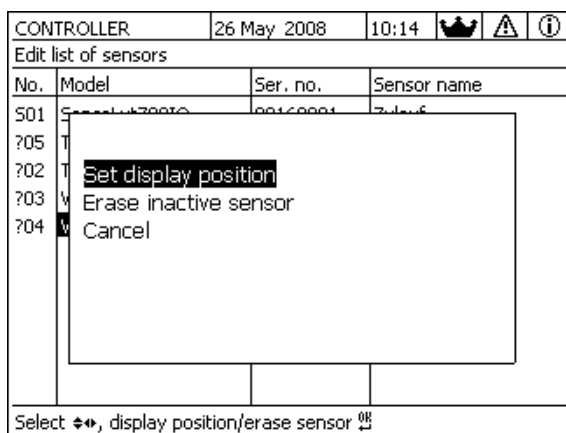 CONTROLLER 26 May 2008 10:14
Edit list of sensors
No. Model Ser. no. Sensor name
S01
?05
?02
?03
?04
Set display position
Erase inactive sensor
Cancel
Select, display position/erase sensor OK